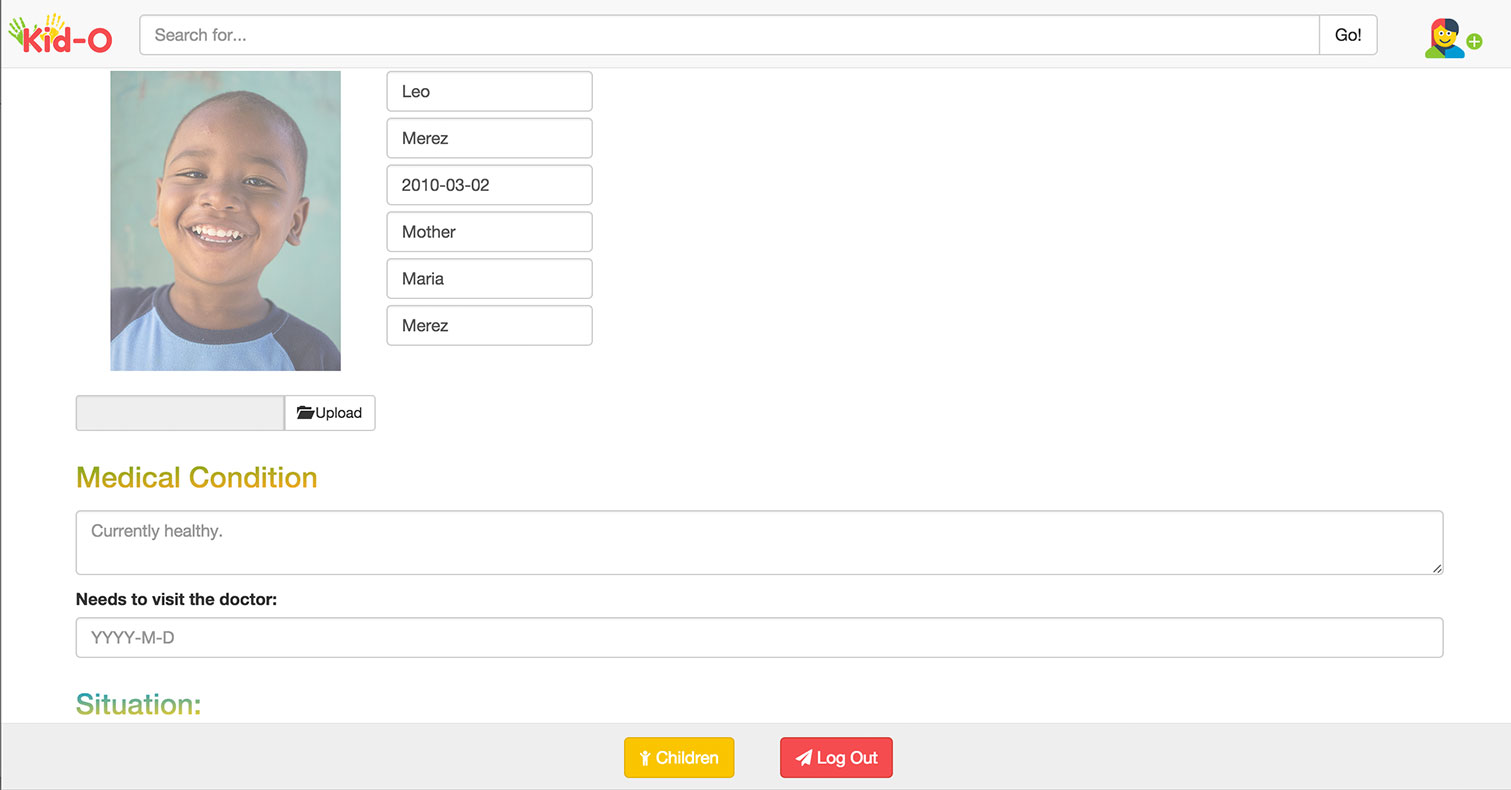 Kid-O
Search for...
Go!
Leo
Merez
2010-03-02
Mother
Maria
Merez
Upload
Medical Condition
Currently healthy.
Needs to visit the doctor:
YYYY-M-D
Situation:
Children
Log Out